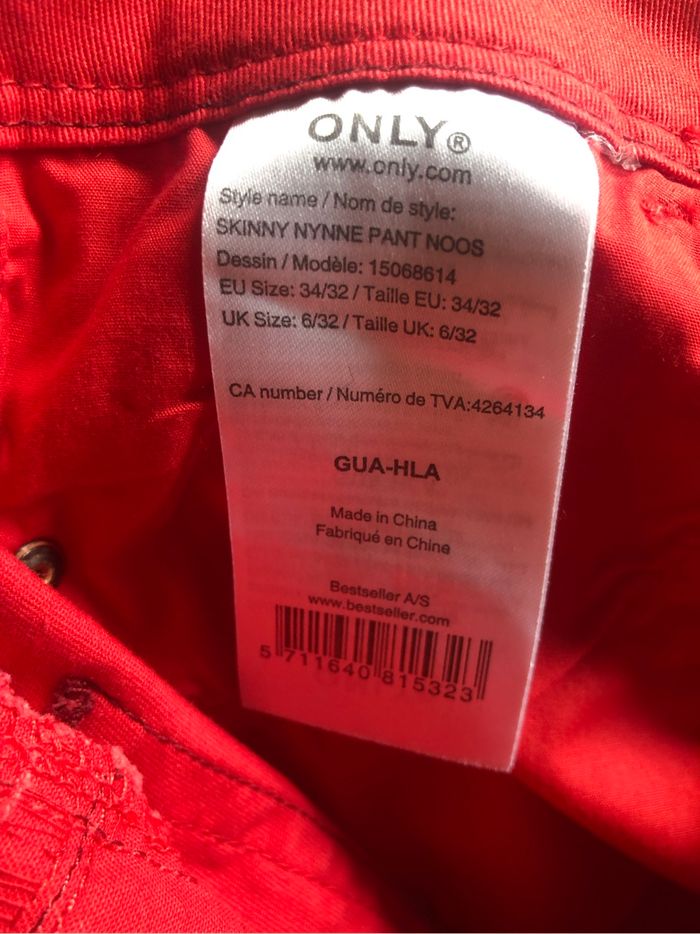 ONLY®
www.only.com
Style name / Nom de style:
SKINNY NYNNE PANT NOOS
Dessin / Modèle: 15068614
EU Size: 34/32 / Taille EU: 34/32
UK Size: 6/32 / Taille UK: 6/32
CA number / Numéro de TVA:4264134
GUA-HLA
Made in China
Fabriqué en Chine
Bestseller A/S
www.bestseller.com
5 711640 815323